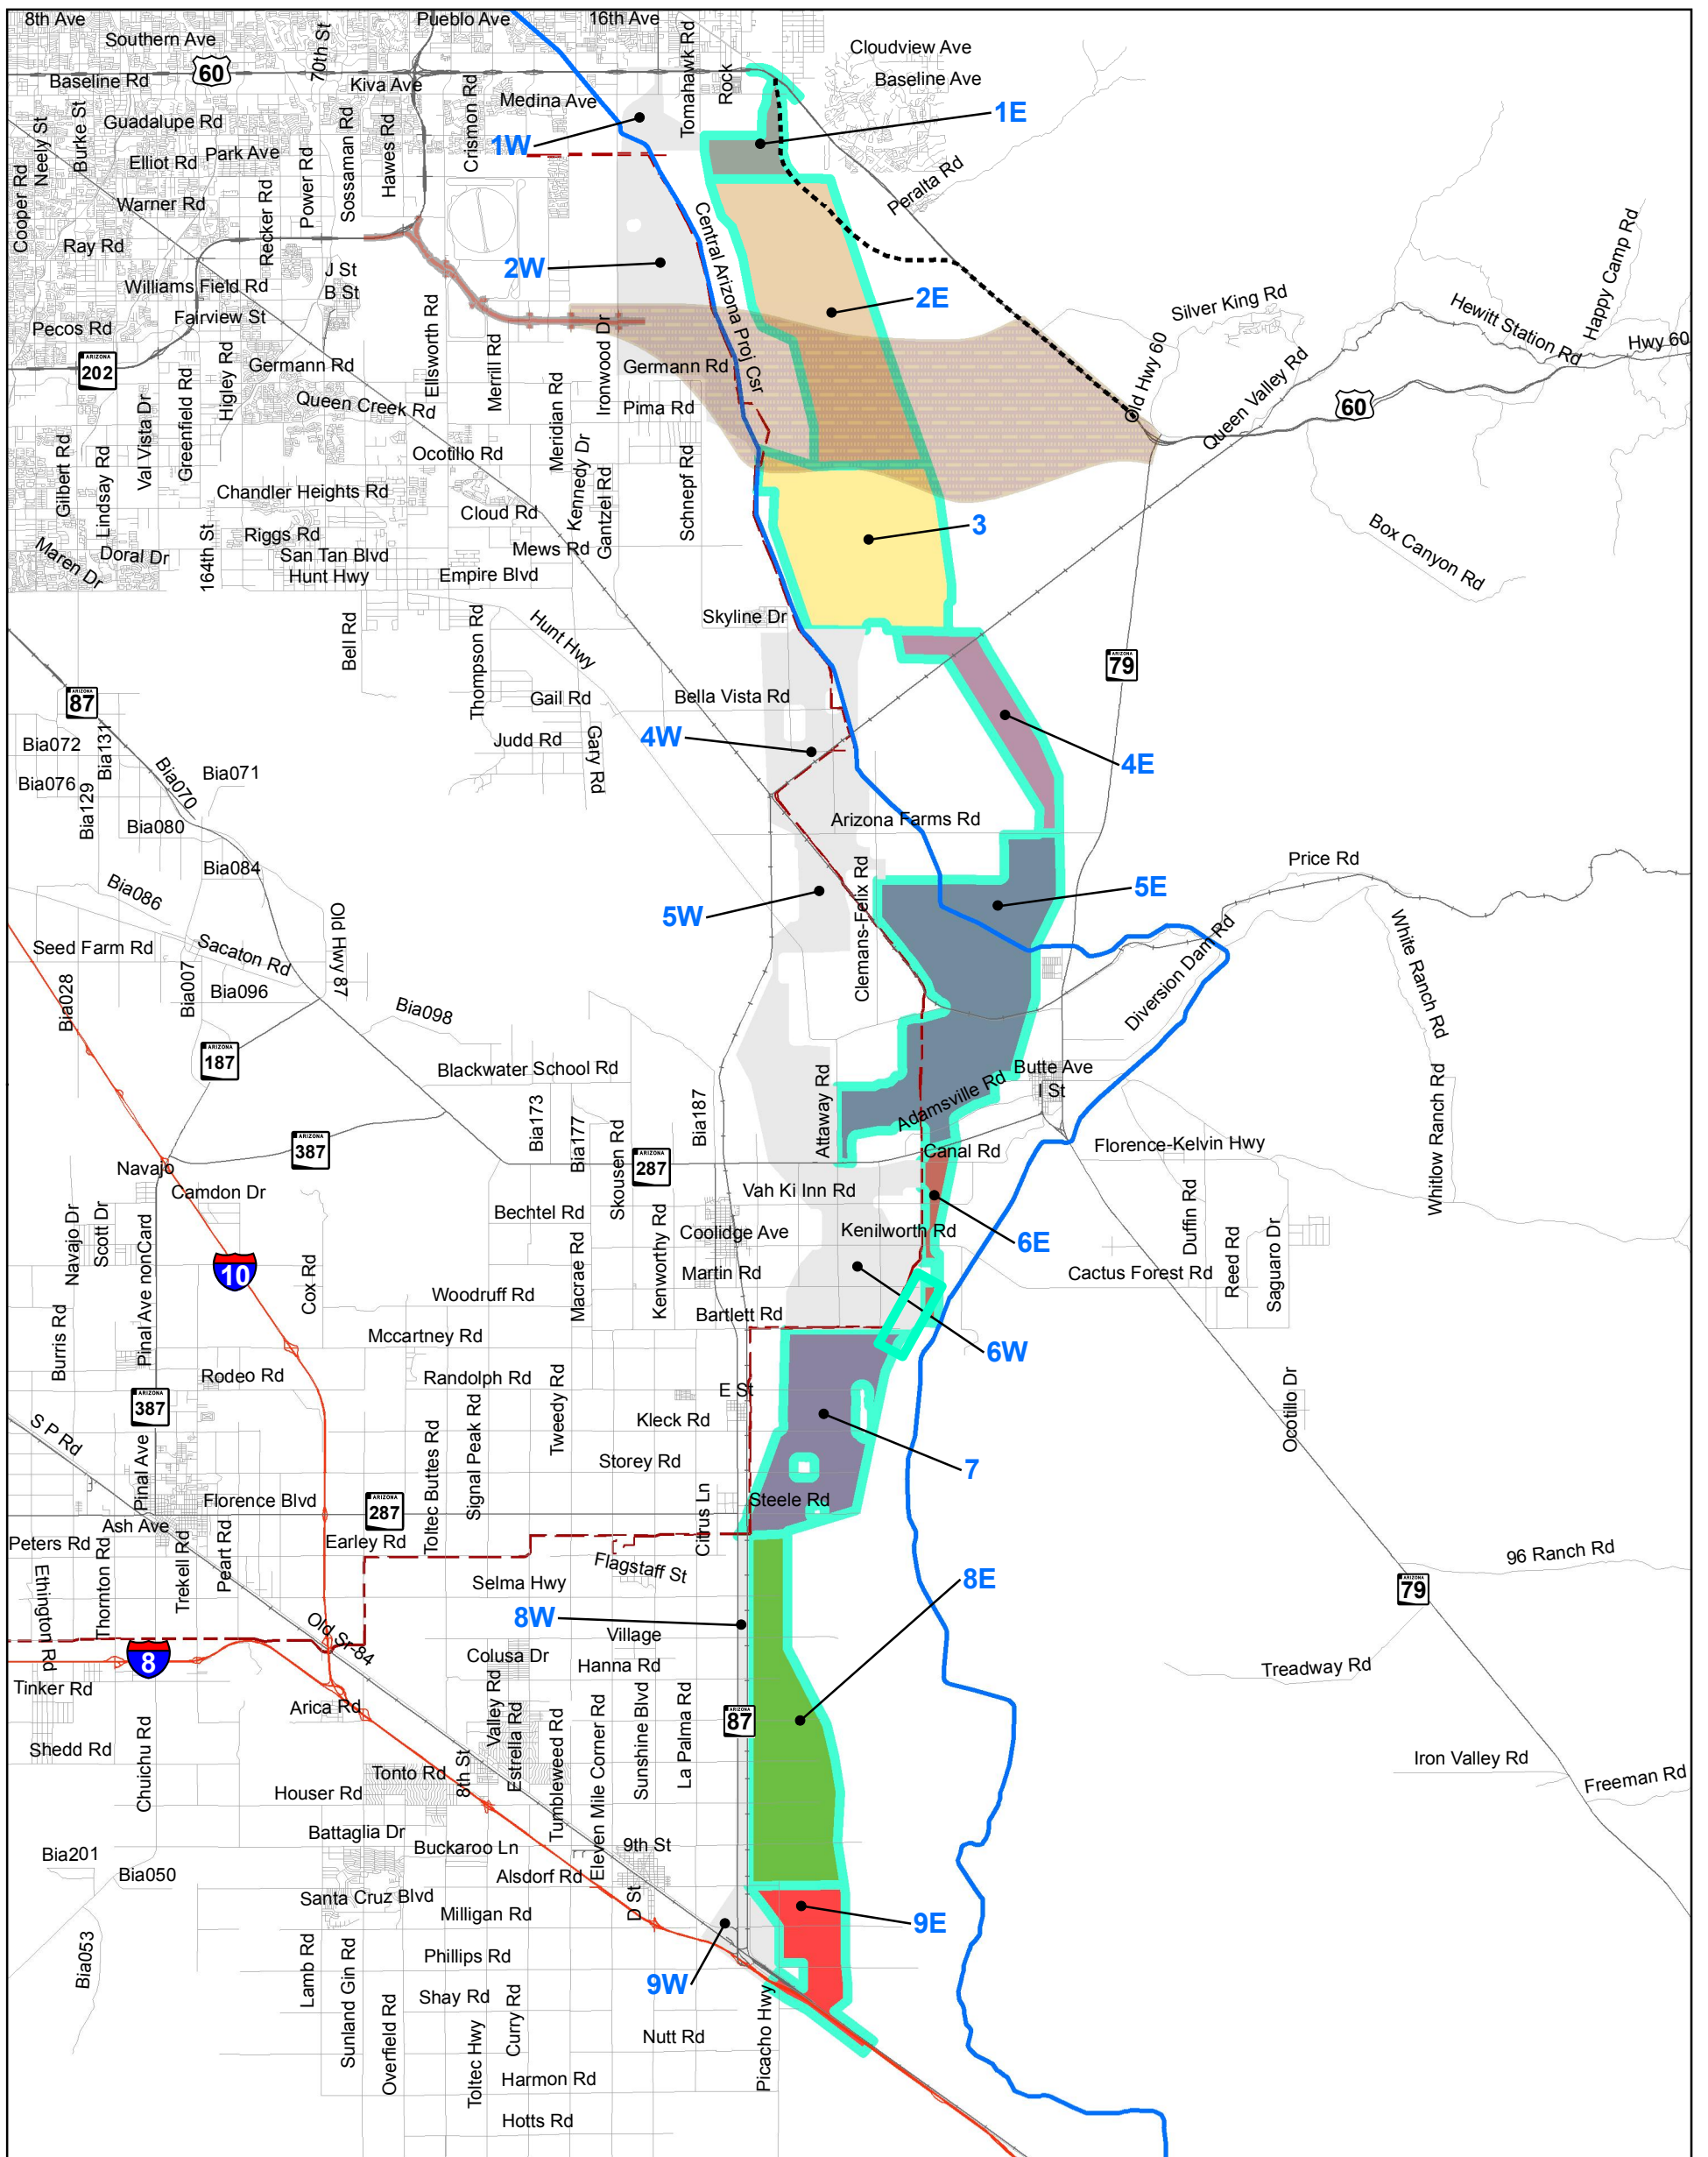 8th Ave
Pueblo Ave
16th Ave
Southern Ave
70th St
Tomahawk Rd
Rock
Cloudview Ave
60
Baseline Rd
Kiva Ave
Baseline Ave
Medina Ave
Crismon Rd
Neely St
Burke St
Guadalupe Rd
1E
1W
Elliot Rd
Park Ave
Power Rd
Sossaman Rd
Hawes Rd
Cooper Rd
Warner Rd
Recker Rd
Peralta Rd
Ray Rd
Central Arizona Proj Csr
Happy Camp Rd
J St
2W
Williams Field Rd
B St
2E
Silver King Rd
Fairview St
Ellsworth Rd
Pecos Rd
Hewitt Station Rd
Merrill Rd
Ironwood Dr
Old Hwy 60
Hwy 60
ARIZONA
202
Germann Rd
Germann Rd
Higley Rd
Greenfield Rd
Queen Valley Rd
Queen Creek Rd
Meridian Rd
Pima Rd
60
Val Vista Dr
Gilbert Rd
Lindsay Rd
Ocotillo Rd
Kennedy Dr
Gantzel Rd
Schnepf Rd
Chandler Heights Rd
Cloud Rd
3
Riggs Rd
Box Canyon Rd
Maren Dr
Doral Dr
164th St
San Tan Blvd
Mews Rd
Hunt Hwy
Empire Blvd
Bell Rd
Thompson Rd
Hunt Hwy
Skyline Dr
ARIZONA
79
ARIZONA
87
Gail Rd
Bella Vista Rd
Bia072
Bia131
Judd Rd
Gary Rd
4W
4E
Bia076
Bia070
Bia071
Bia129
Bia080
Arizona Farms Rd
Bia084
Clemans-Felix Rd
Price Rd
Bia086
5W
5E
Old Hwy 87
White Ranch Rd
Seed Farm Rd
Sacaton Rd
Diversion Dam Rd
Bia028
Bia007
Bia096
Bia098
ARIZONA
187
Blackwater School Rd
Butte Ave
I St
Bia173
Bia177
Skousen Rd
Bia187
Attaway Rd
Adamsville Rd
Whitlow Ranch Rd
ARIZONA
387
Navajo
ARIZONA
287
Canal Rd
Florence-Kelvin Hwy
Camdon Dr
Vah Ki Inn Rd
Navajo Dr
Scott Dr
Pinal Ave nonCard
Bechtel Rd
Coolidge Ave
Kenilworth Rd
6E
Duffin Rd
Reed Rd
Saguaro Dr
10
Cox Rd
Macrae Rd
Kenworthy Rd
Martin Rd
Cactus Forest Rd
Woodruff Rd
Bartlett Rd
Burris Rd
Mccartney Rd
6W
Rodeo Rd
Randolph Rd
Tweedy Rd
E St
ARIZONA
387
Kleck Rd
Ocotillo Dr
S P Rd
Pinal Ave
Toltec Buttes Rd
Signal Peak Rd
Storey Rd
7
Florence Blvd
ARIZONA
287
Citrus Ln
Steele Rd
Ash Ave
Peters Rd
Thornton Rd
Trekell Rd
Peart Rd
Earley Rd
Flagstaff St
96 Ranch Rd
Ethington Rd
Selma Hwy
8E
ARIZONA
79
8W
Old Sr-84
Village
8
Colusa Dr
Hanna Rd
Treadway Rd
Tinker Rd
Valley Rd
Arica Rd
Estrella Rd
Tumbleweed Rd
Eleven Mile Corner Rd
Sunshine Blvd
La Palma Rd
ARIZONA
87
Shedd Rd
Chuichu Rd
Iron Valley Rd
Tonto Rd
8th St
Houser Rd
Freeman Rd
Battaglia Dr
Buckaroo Ln
9th St
Bia201
Bia050
Alsdorf Rd
Santa Cruz Blvd
D St
Milligan Rd
9E
Bia053
Lamb Rd
Sunland Gin Rd
Phillips Rd
9W
Overfield Rd
Shay Rd
Toltec Hwy
Curry Rd
Nutt Rd
Picacho Hwy
Harmon Rd
Hotts Rd